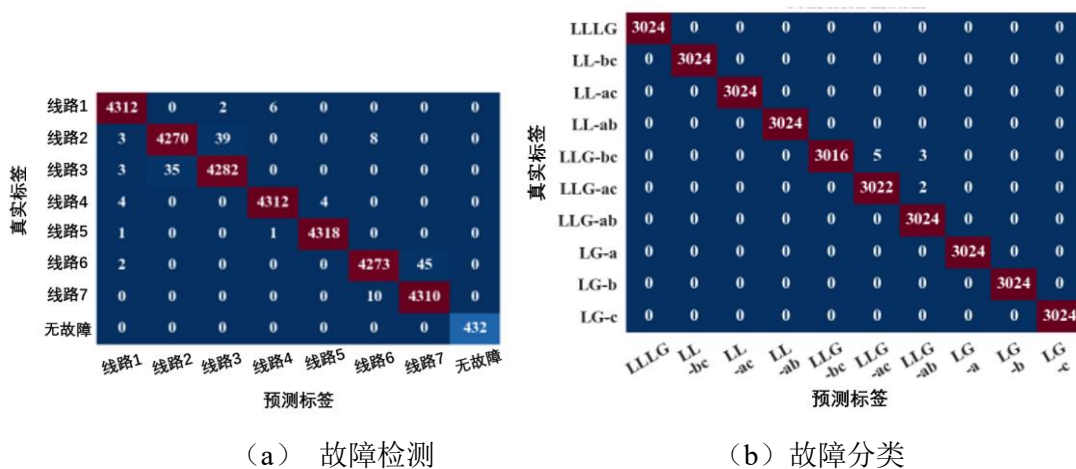 真实标签
线路1 4312 0 2 6 0 0 0 0
线路2 3 4270 39 0 0 8 0 0
线路3 3 35 4282 0 0 0 0 0
线路4 4 0 0 4312 4 0 0 0
线路5 1 0 0 1 4318 0 0 0
线路6 2 0 0 0 0 4273 45 0
线路7 0 0 0 0 0 10 4310 0
无故障 0 0 0 0 0 0 0 432
线路1 线路2 线路3 线路4 线路5 线路6 线路7 无故障
预测标签
(a) 故障检测
真实标签
LLLG 3024 0 0 0 0 0 0 0 0 0
LL-bc 0 3024 0 0 0 0 0 0 0 0
LL-ac 0 0 3024 0 0 0 0 0 0 0
LL-ab 0 0 0 3024 0 0 0 0 0 0
LLG-bc 0 0 0 0 3016 5 3 0 0 0
LLG-ac 0 0 0 0 0 3022 2 0 0 0
LLG-ab 0 0 0 0 0 0 3024 0 0 0
LG-a 0 0 0 0 0 0 0 3024 0 0
LG-b 0 0 0 0 0 0 0 0 3024 0
LG-c 0 0 0 0 0 0 0 0 0 3024
LLLG LL LL LL LLG LLG LLG LG LG LG
-bc -ac -ab -bc -ac -ab -a -b -c
预测标签
(b)故障分类